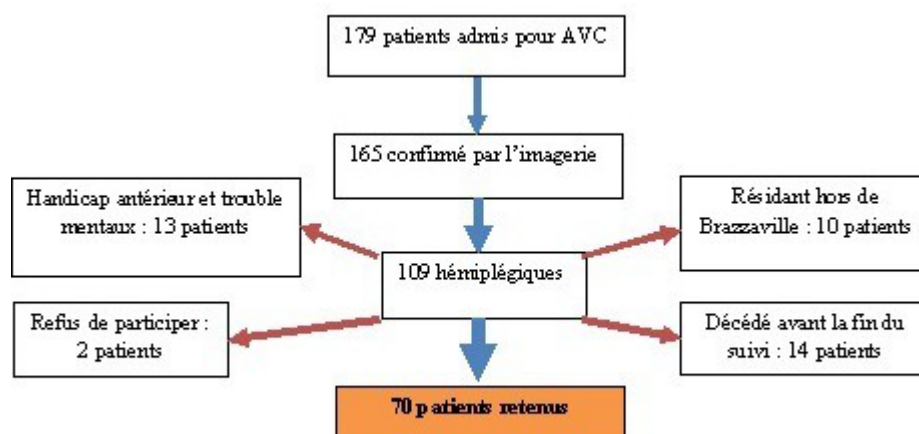 179 patients admis pour AVC
165 confirmé par l'imagerie
Handicap antérieur et trouble
mentaux : 13 patients
Résidant hors de
Brazzaville : 10 patients
109 hémiplégiques
Refus de participer :
2 patients
Décédé avant la fin du
suivi : 14 patients
70 patients retenus